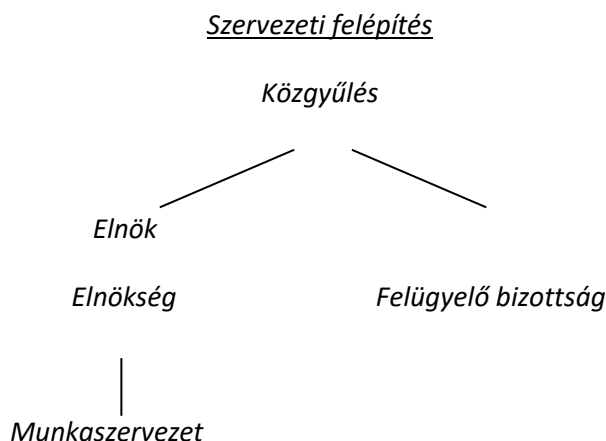 Szervezeti felépítés
Közgyűlés
Elnök
Elnökség Felügyelő bizottság
Munkaszervezet